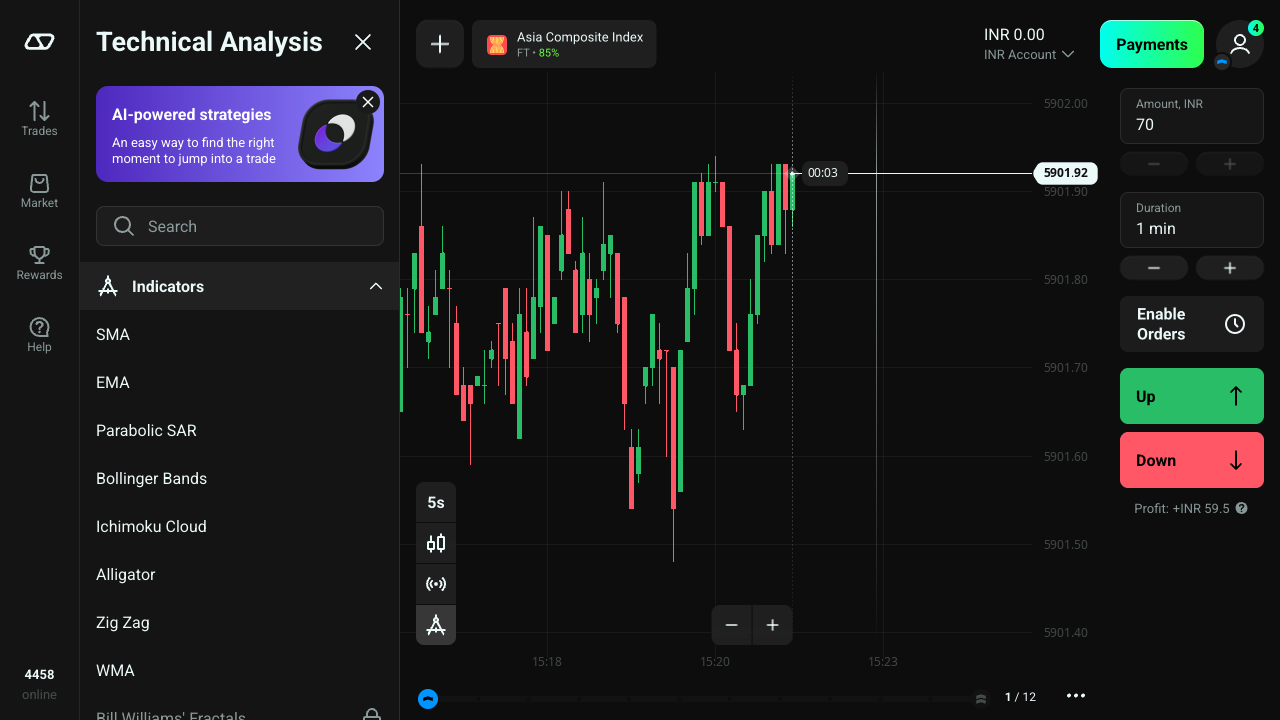 Technical Analysis
AI-powered strategies
An easy way to find the right
moment to jump into a trade
Search
Indicators
SMA
EMA
Parabolic SAR
Bollinger Bands
Ichimoku Cloud
Alligator
Zig Zag
WMA
Bill Williams' Fractals
Trades
Market
Rewards
Help
4458
online
Asia Composite Index
FT • 85%
INR 0.00
INR Account
Payments
4
5902.00
5901.92
5901.90
5901.80
5901.70
5901.60
5901.50
5901.40
00:03
5s
15:18
15:20
15:23
1 / 12
Amount, INR
70
Duration
1 min
Enable
Orders
Up
Down
Profit: +INR 59.5